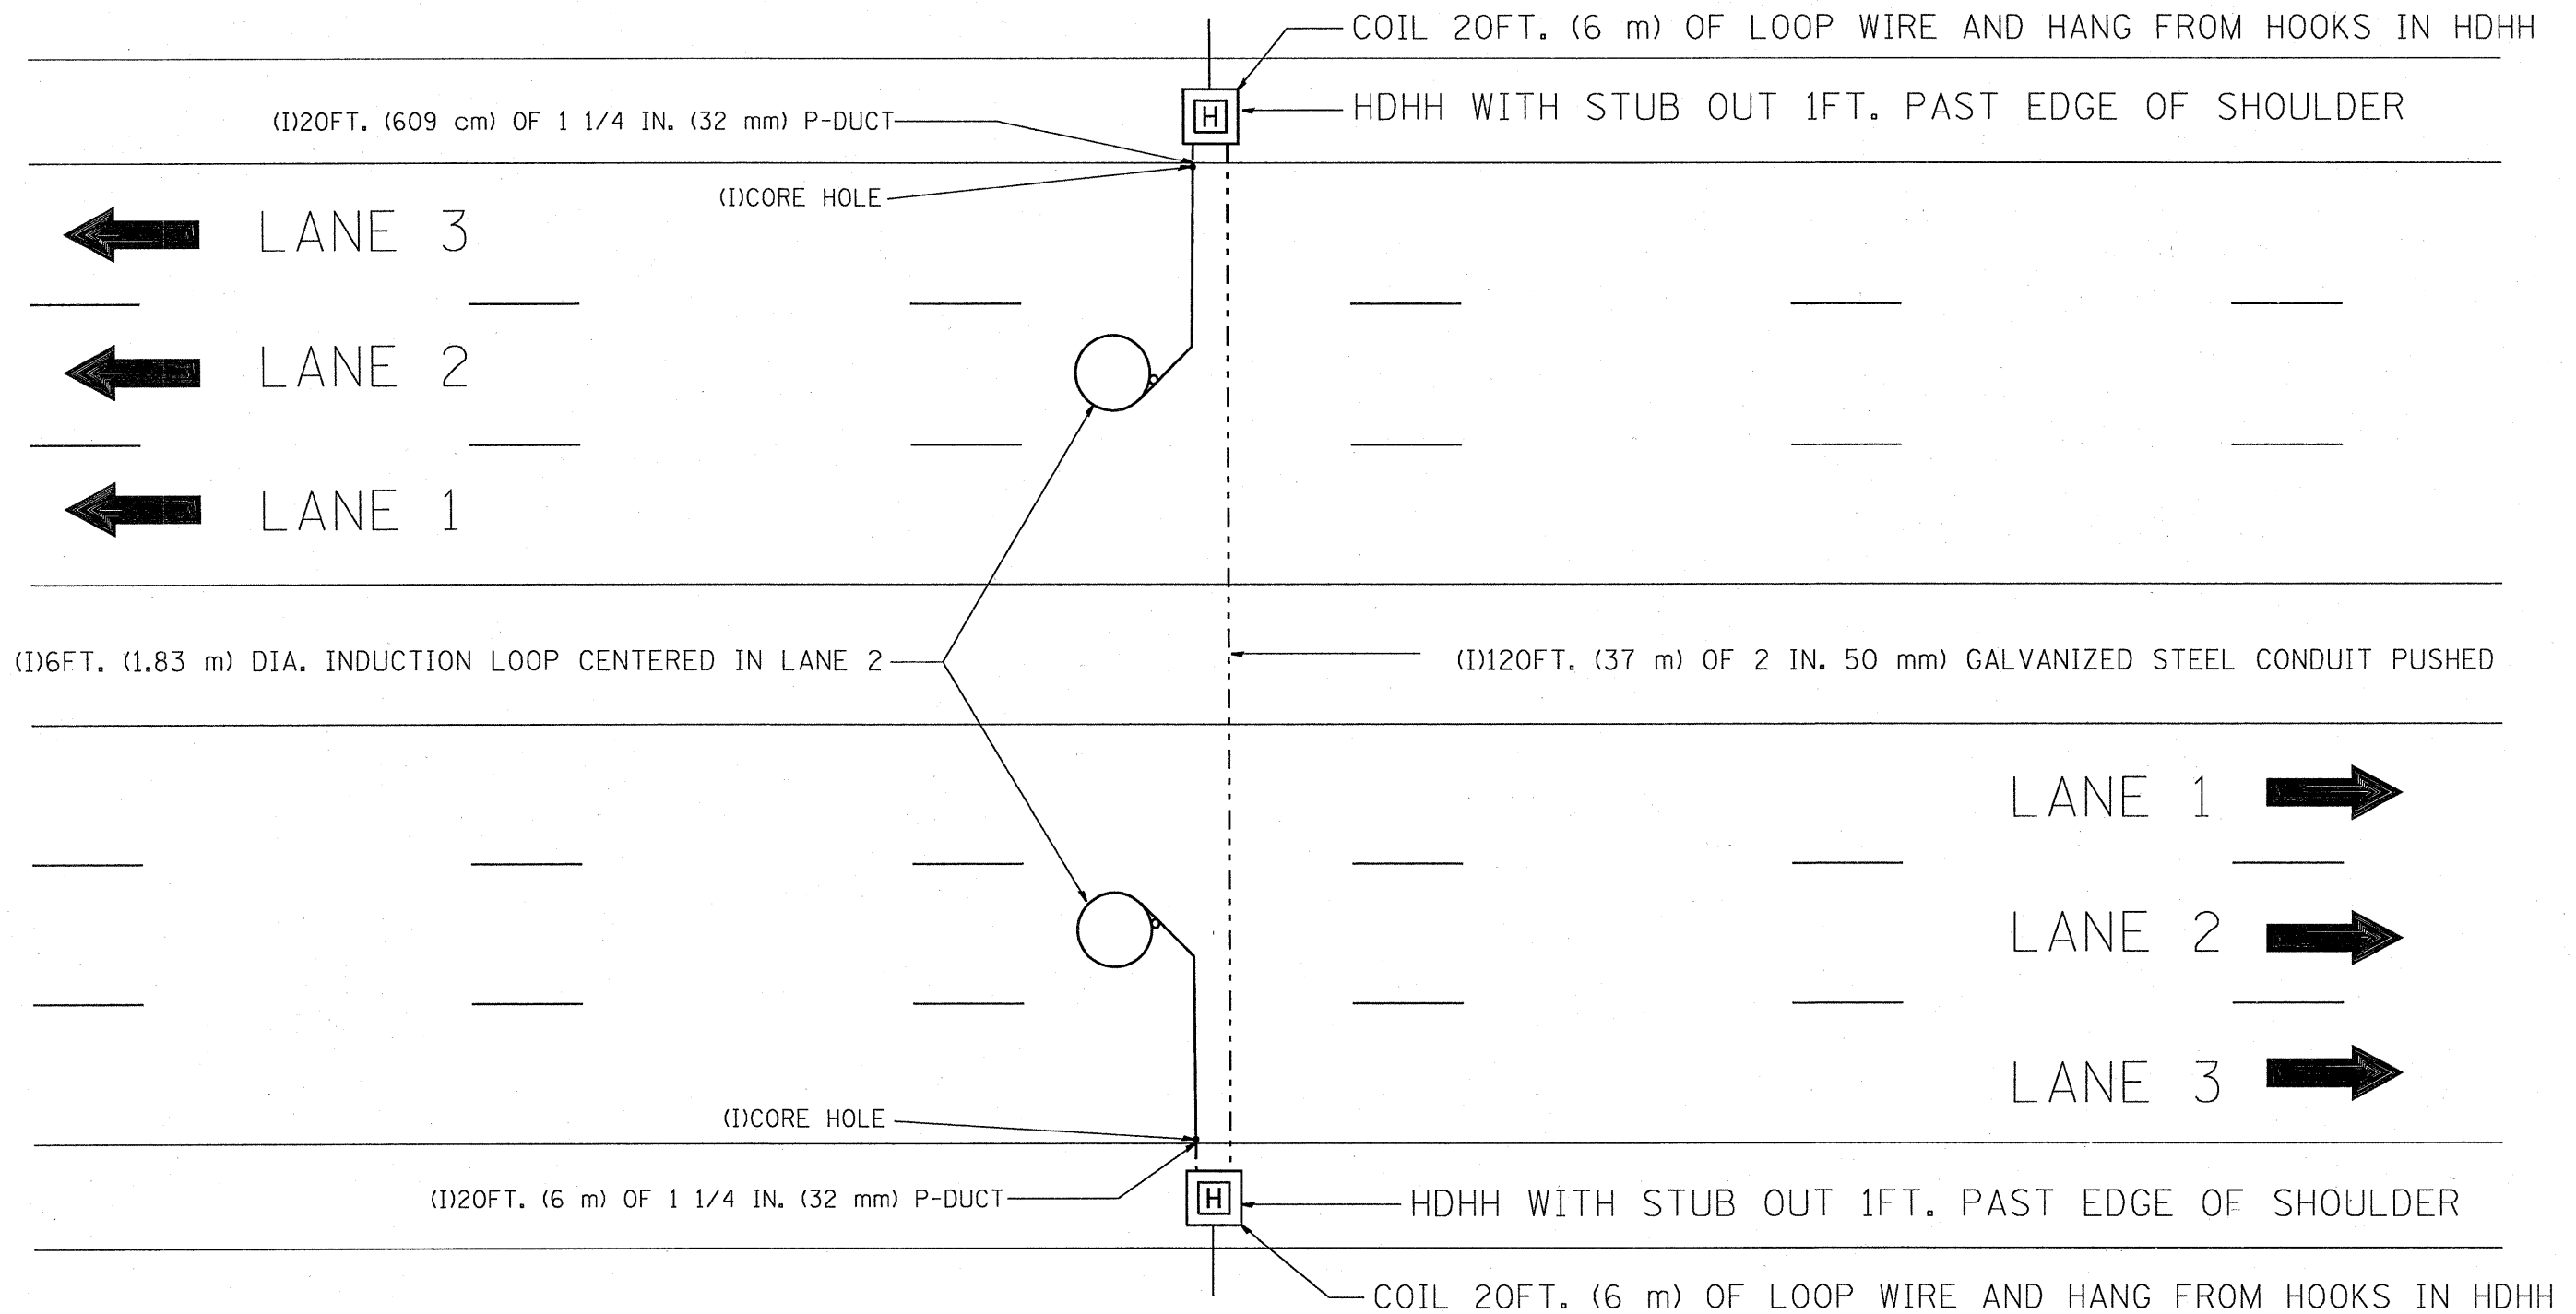 COIL 20FT. (6 m) OF LOOP WIRE AND HANG FROM HOOKS IN HDHH
(I)20FT. (609 cm) OF 1 1/4 IN. (32 mm) P-DUCT
H
HDHH WITH STUB OUT 1FT. PAST EDGE OF SHOULDER
(I)CORE HOLE
LANE 3
LANE 2
LANE 1
(I)6FT. (1.83 m) DIA. INDUCTION LOOP CENTERED IN LANE 2
(I)120FT. (37 m) OF 2 IN. 50 mm) GALVANIZED STEEL CONDUIT PUSHED
LANE 1
LANE 2
LANE 3
(I)CORE HOLE
(I)20FT. (6 m) OF 1 1/4 IN. (32 mm) P-DUCT
H
HDHH WITH STUB OUT 1FT. PAST EDGE OF SHOULDER
COIL 20FT. (6 m) OF LOOP WIRE AND HANG FROM HOOKS IN HDHH